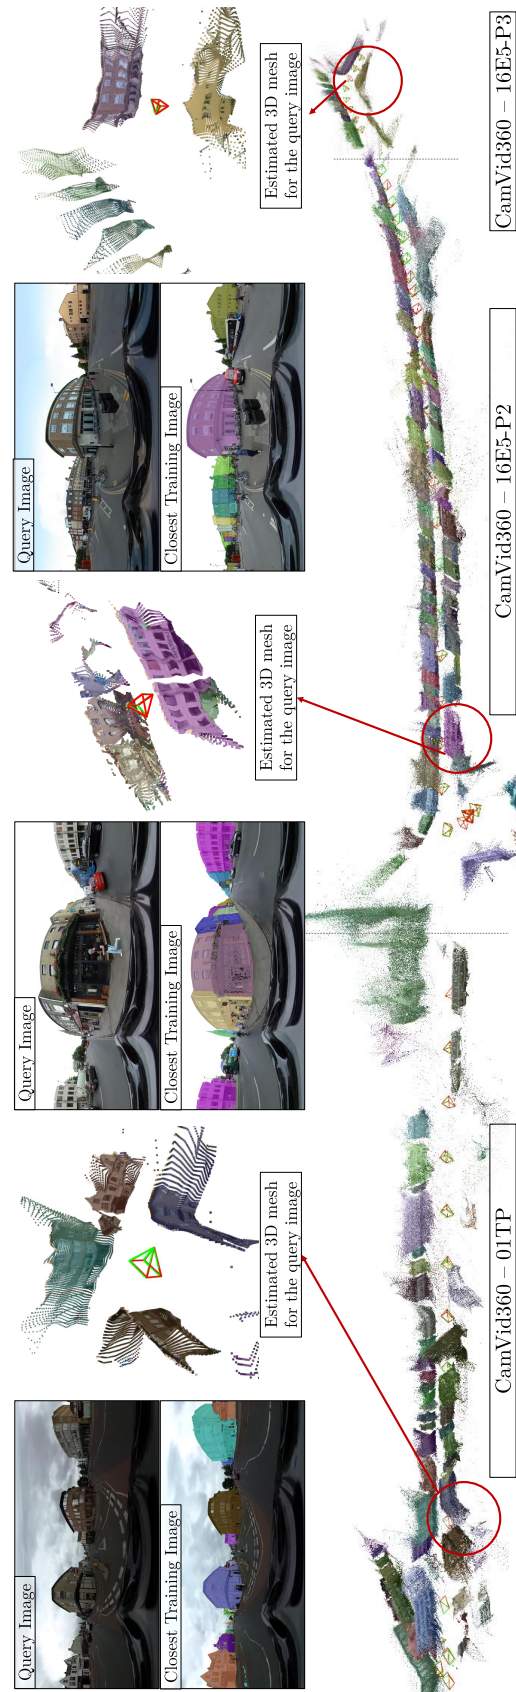 Query Image
Closest Training Image
Estimated 3D mesh
for the query image
Query Image
Closest Training Image
Estimated 3D mesh
for the query image
Query Image
Closest Training Image
Estimated 3D mesh
for the query image
CamVid360 – 01TP
CamVid360 – 16E5-P2
CamVid360 – 16E5-P3